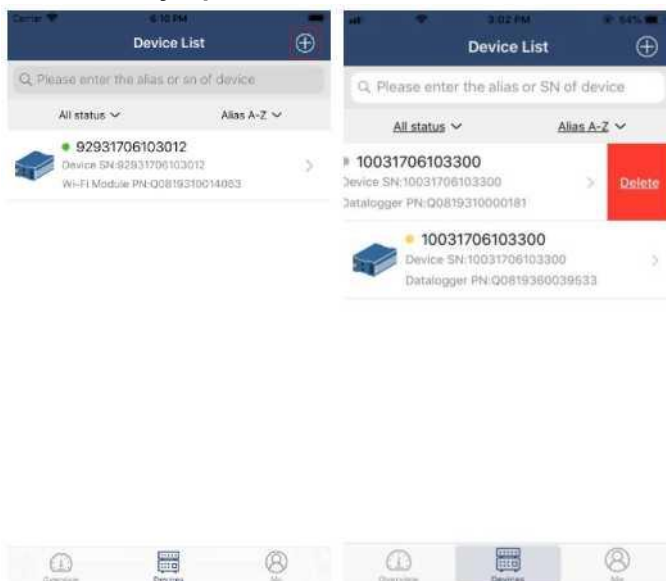 Carrier 6:10 PM
Device List
Please enter the alias or sn of device
All status Alias A-Z
92931706103012
Device SN:92931706103012
Wi-Fi Module PN:Q0819310014053
Overview Devices Me
3:02 PM 64%
Device List
Please enter the alias or SN of device
All status Alias A-Z
10031706103300
Device SN:10031706103300
Datalogger PN:Q0819310000181
Delete
10031706103300
Device SN:10031706103300
Datalogger PN:Q0819360039533
Overview Devices Me